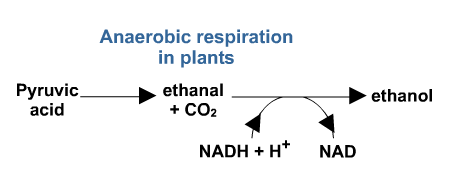 Anaerobic respiration
in plants
Pyruvic
acid
ethanal
+ CO₂
ethanol
NADH + H⁺
NAD